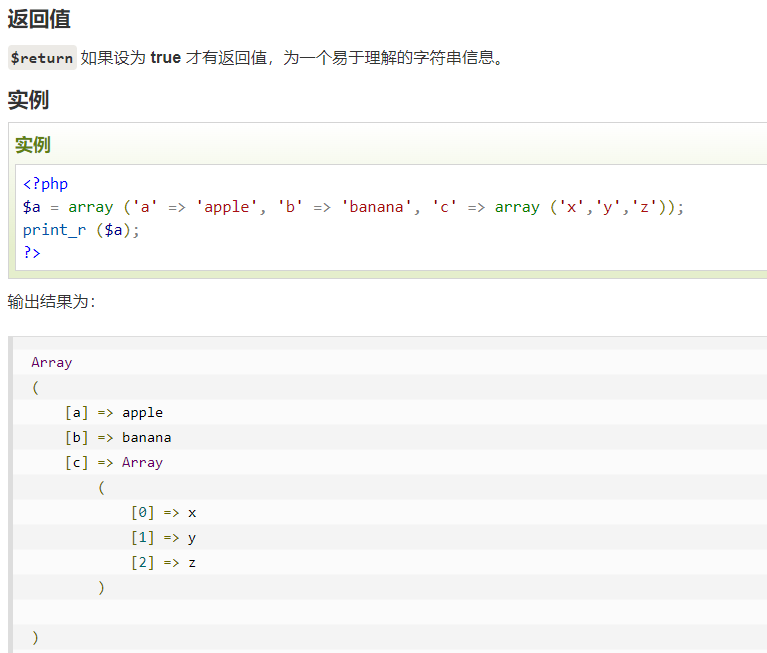 返回值
$return 如果设为 true 才有返回值，为一个易于理解的字符串信息。
实例
实例
<?php
$a = array ('a' => 'apple', 'b' => 'banana', 'c' => array ('x','y','z'));
print_r ($a);
?>
输出结果为：
Array
(
    [a] => apple
    [b] => banana
    [c] => Array
        (
            [0] => x
            [1] => y
            [2] => z
        )
)